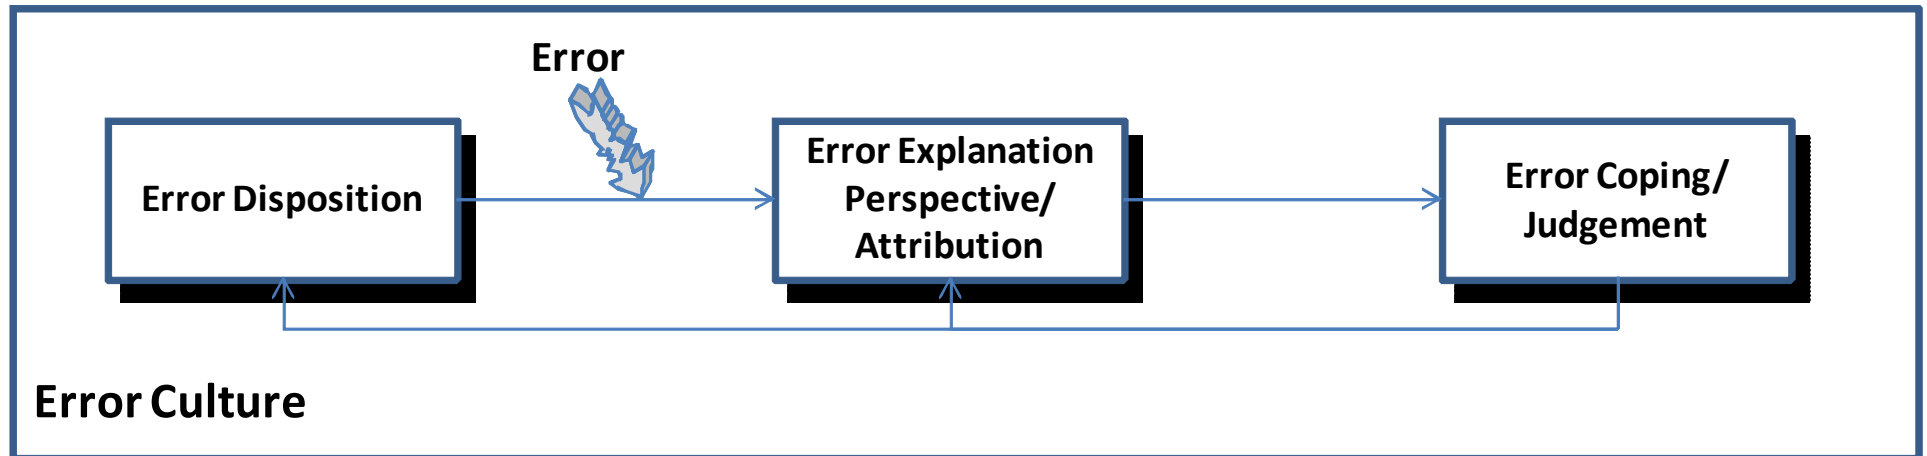 Error
Error Disposition
Error Explanation
Perspective/
Attribution
Error Coping/
Judgement
Error Culture